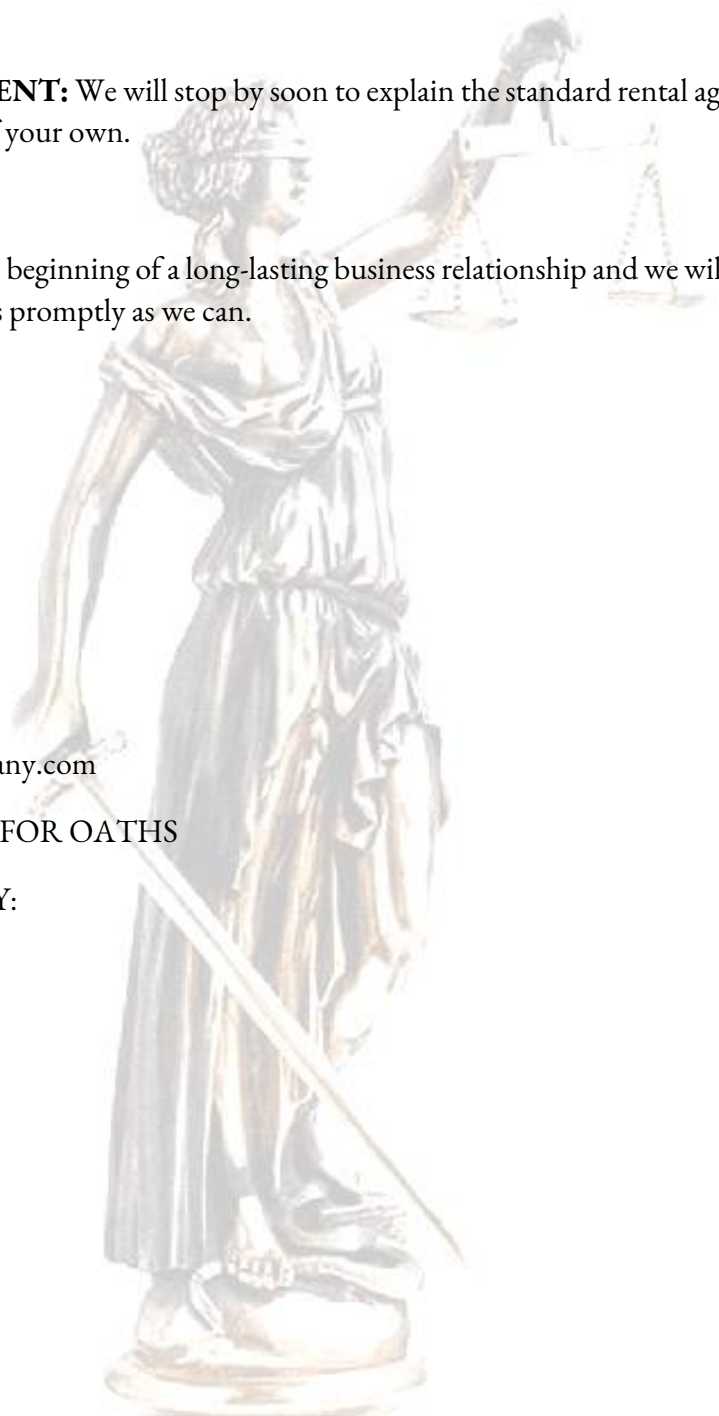 ENT: We will stop by soon to explain the standard rental ag
your own.
beginning of a long-lasting business relationship and we wil
s promptly as we can.
any.com
FOR OATHS
Y: